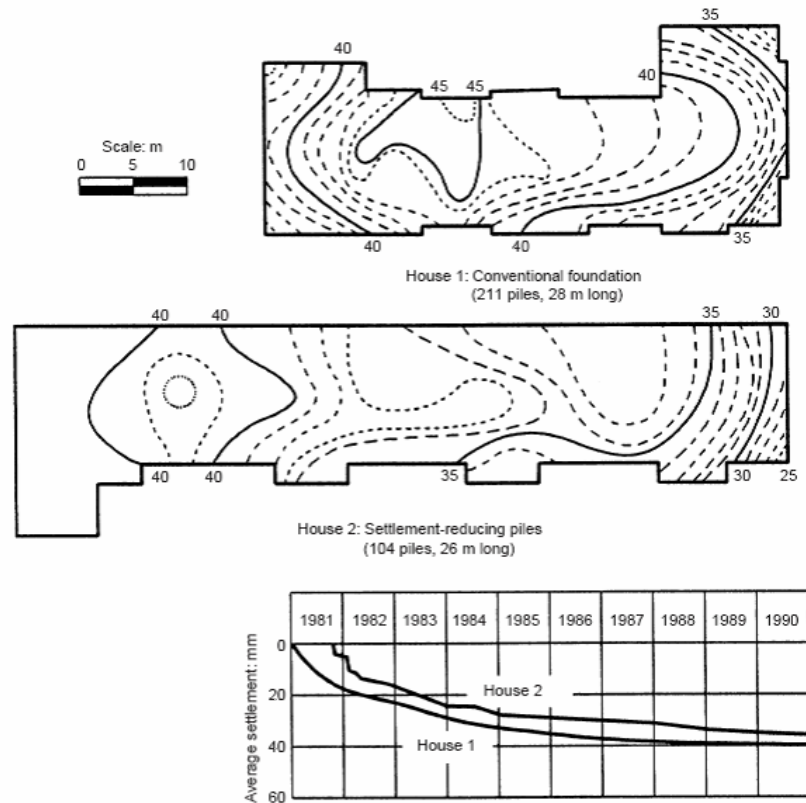 35
40
45 45
40
Scale: m
0 5 10
40
40
35
House 1: Conventional foundation
(211 piles, 28 m long)
40 40
35 30
40 40
35
30 25
House 2: Settlement-reducing piles
(104 piles, 26 m long)
1981 1982 1983 1984 1985 1986 1987 1988 1989 1990
Average settlement: mm
0
20
40
60
House 2
House 1